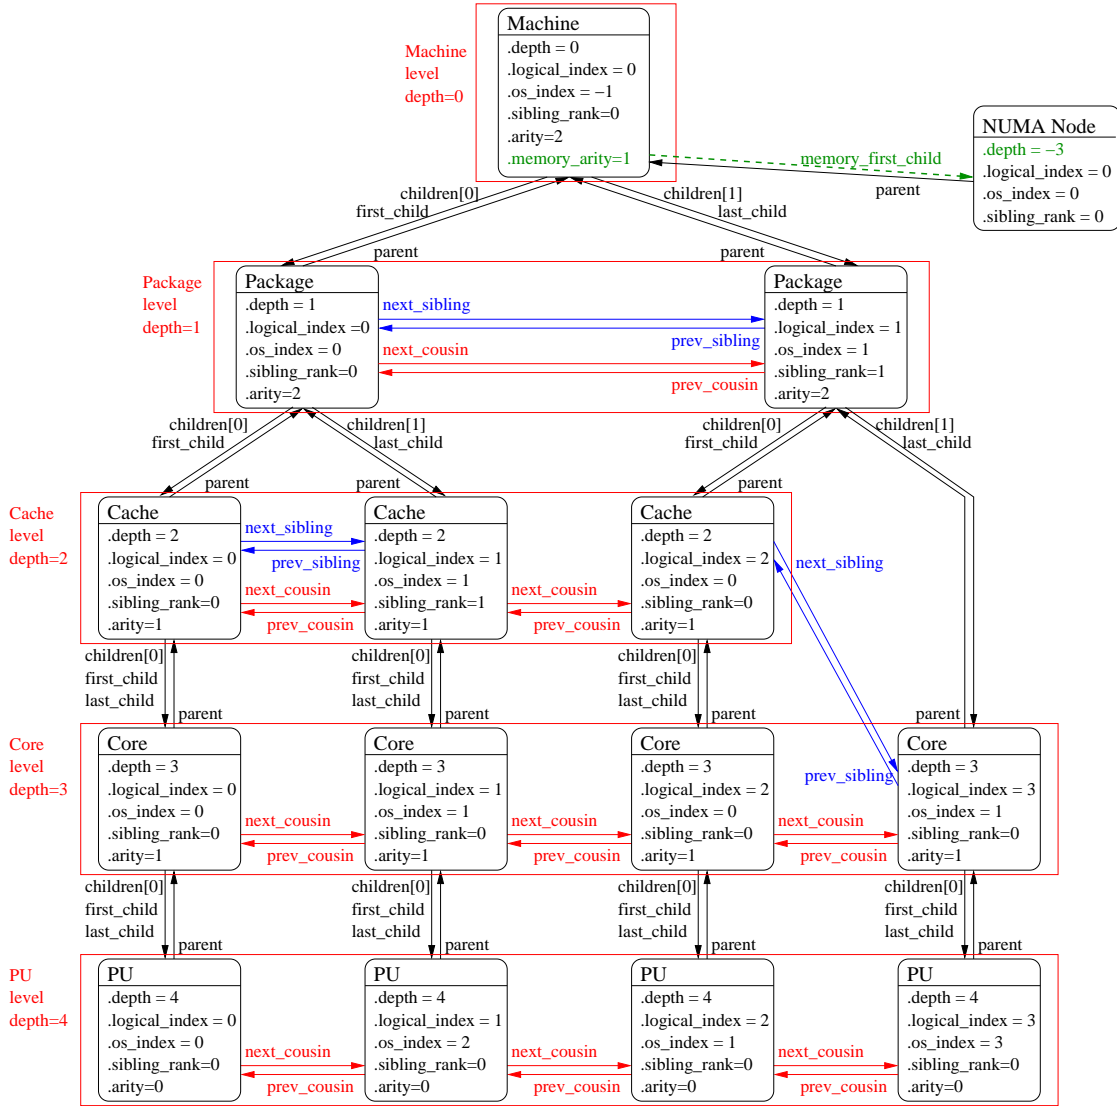 Machine
level
depth=0
Machine
.depth = 0
.logical_index = 0
.os_index = −1
.sibling_rank=0
.arity=2
.memory_arity=1
NUMA Node
.depth = −3
.logical_index = 0
.os_index = 0
.sibling_rank = 0
memory_first_child
parent
children[0]
first_child
parent
children[1]
last_child
parent
Package
level
depth=1
Package
.depth = 1
.logical_index =0
.os_index = 0
.sibling_rank=0
.arity=2
next_sibling
prev_sibling
next_cousin
prev_cousin
Package
.depth = 1
.logical_index = 1
.os_index = 1
.sibling_rank=1
.arity=2
children[0]
first_child
parent
children[1]
last_child
parent
children[0]
first_child
parent
children[1]
last_child
Cache
level
depth=2
Cache
.depth = 2
.logical_index = 0
.os_index = 0
.sibling_rank=0
.arity=1
next_sibling
prev_sibling
next_cousin
prev_cousin
Cache
.depth = 2
.logical_index = 1
.os_index = 1
.sibling_rank=1
.arity=1
next_cousin
prev_cousin
Cache
.depth = 2
.logical_index = 2
.os_index = 0
.sibling_rank=0
.arity=1
next_sibling
prev_sibling
children[0]
first_child
last_child
parent
children[0]
first_child
last_child
parent
children[0]
first_child
last_child
parent
parent
Core
level
depth=3
Core
.depth = 3
.logical_index = 0
.os_index = 0
.sibling_rank=0
.arity=1
next_cousin
prev_cousin
Core
.depth = 3
.logical_index = 1
.os_index = 1
.sibling_rank=0
.arity=1
next_cousin
prev_cousin
Core
.depth = 3
.logical_index = 2
.os_index = 0
.sibling_rank=0
.arity=1
next_cousin
prev_cousin
Core
.depth = 3
.logical_index = 3
.os_index = 1
.sibling_rank=0
.arity=1
children[0]
first_child
last_child
parent
children[0]
first_child
last_child
parent
children[0]
first_child
last_child
parent
children[0]
first_child
last_child
parent
PU
level
depth=4
PU
.depth = 4
.logical_index = 0
.os_index = 0
.sibling_rank=0
.arity=0
next_cousin
prev_cousin
PU
.depth = 4
.logical_index = 1
.os_index = 2
.sibling_rank=0
.arity=0
next_cousin
prev_cousin
PU
.depth = 4
.logical_index = 2
.os_index = 1
.sibling_rank=0
.arity=0
next_cousin
prev_cousin
PU
.depth = 4
.logical_index = 3
.os_index = 3
.sibling_rank=0
.arity=0